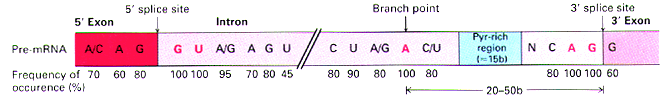 5' splice site Branch point 3' splice site
5' Exon Intron 3' Exon
Pre-mRNA A/C A G G U A/G A G U C U A/G A C/U Pyr-rich region (≈15b) N C A G G
Frequency of occurence (%) 70 60 80 100 100 95 70 80 45 80 90 80 100 80 80 100 100 60
20–50b